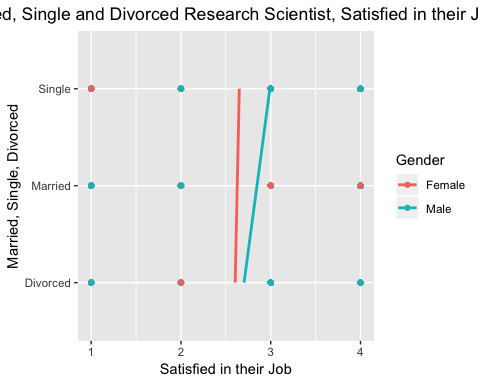 ed, Single and Divorced Research Scientist, Satisfied in their J
Single
Married
Divorced
Married, Single, Divorced
1 2 3 4
Satisfied in their Job
Gender
Female
Male